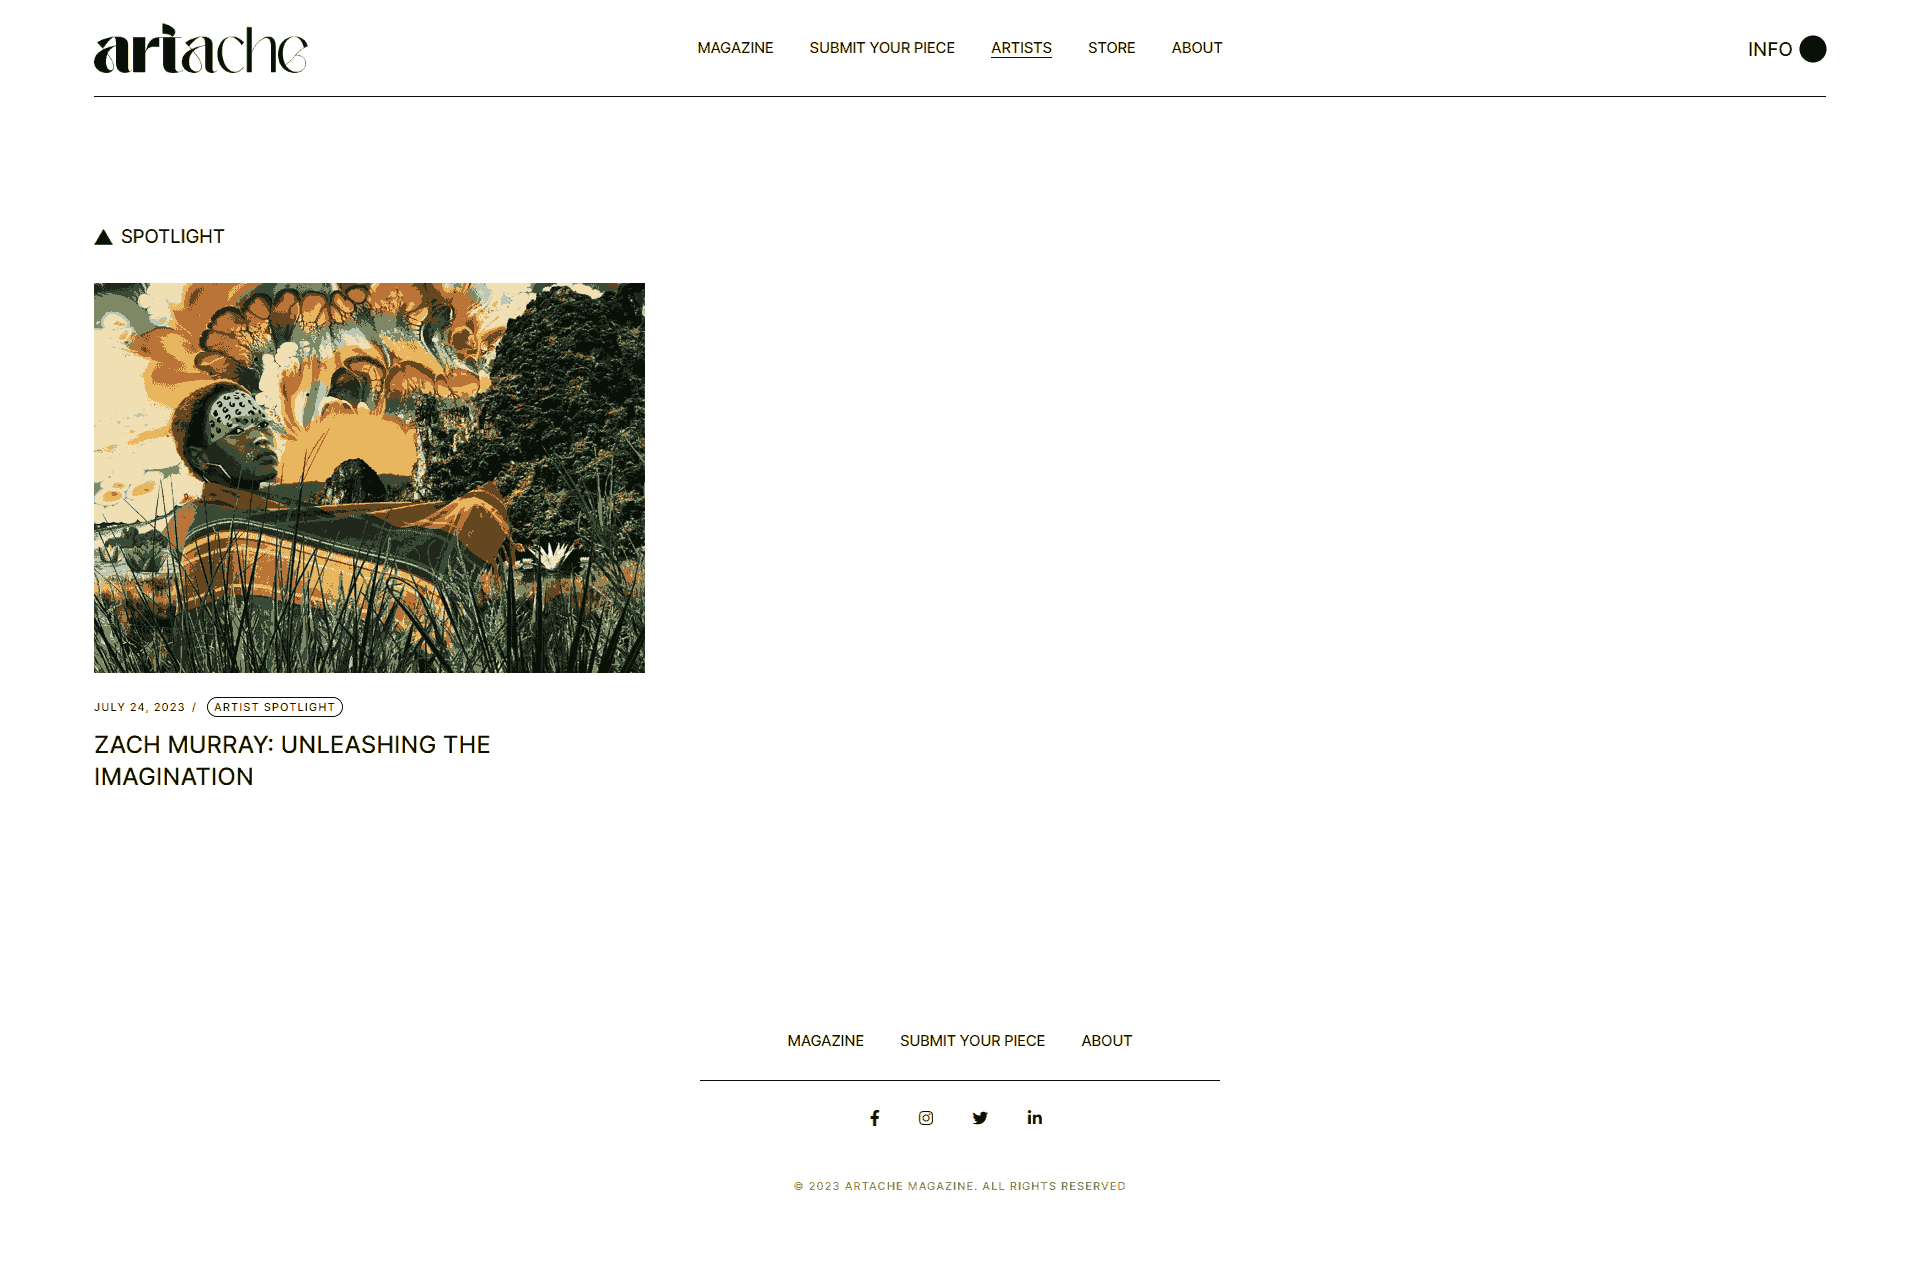 artache
MAGAZINE SUBMIT YOUR PIECE ARTISTS STORE ABOUT
INFO
SPOTLIGHT
JULY 24, 2023 / ARTIST SPOTLIGHT
ZACH MURRAY: UNLEASHING THE
IMAGINATION
MAGAZINE SUBMIT YOUR PIECE ABOUT
© 2023 ARTACHE MAGAZINE. ALL RIGHTS RESERVED